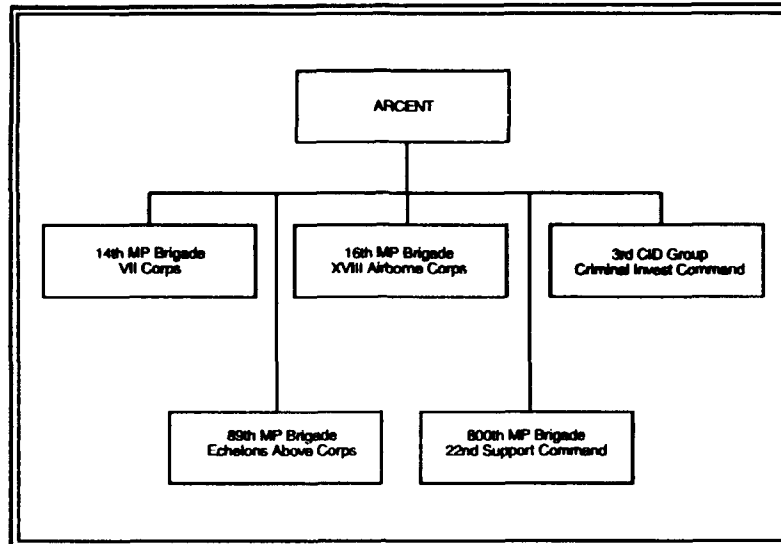 ARCENT
14th MP Brigade
VII Corps
16th MP Brigade
XVIII Airborne Corps
3rd CID Group
Criminal Invest Command
89th MP Brigade
Echelons Above Corps
800th MP Brigade
22nd Support Command